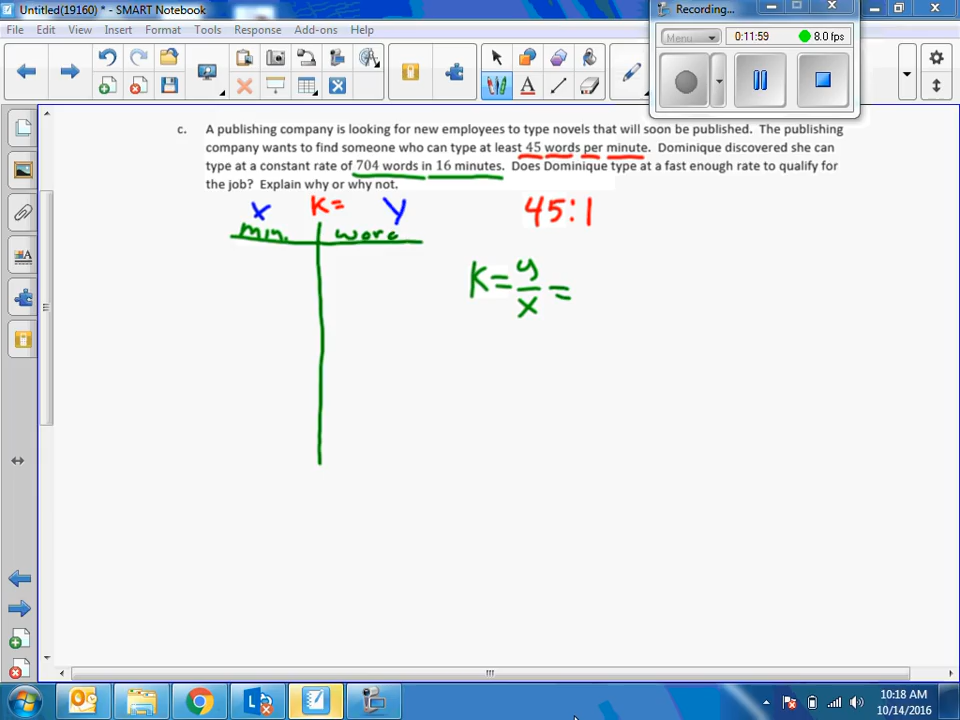 Untitled(19160) * - SMART Notebook
File Edit View Insert Format Tools Response Add-ons Help
Recording...
Menu 0:11:59 8.0 fps
c. A publishing company is looking for new employees to type novels that will soon be published. The publishing
company wants to find someone who can type at least 45 words per minute. Dominique discovered she can
type at a constant rate of 704 words in 16 minutes. Does Dominique type at a fast enough rate to qualify for
the job? Explain why or why not.
x K= y 45:1
min. word
K = y/x =
10:18 AM
10/14/2016